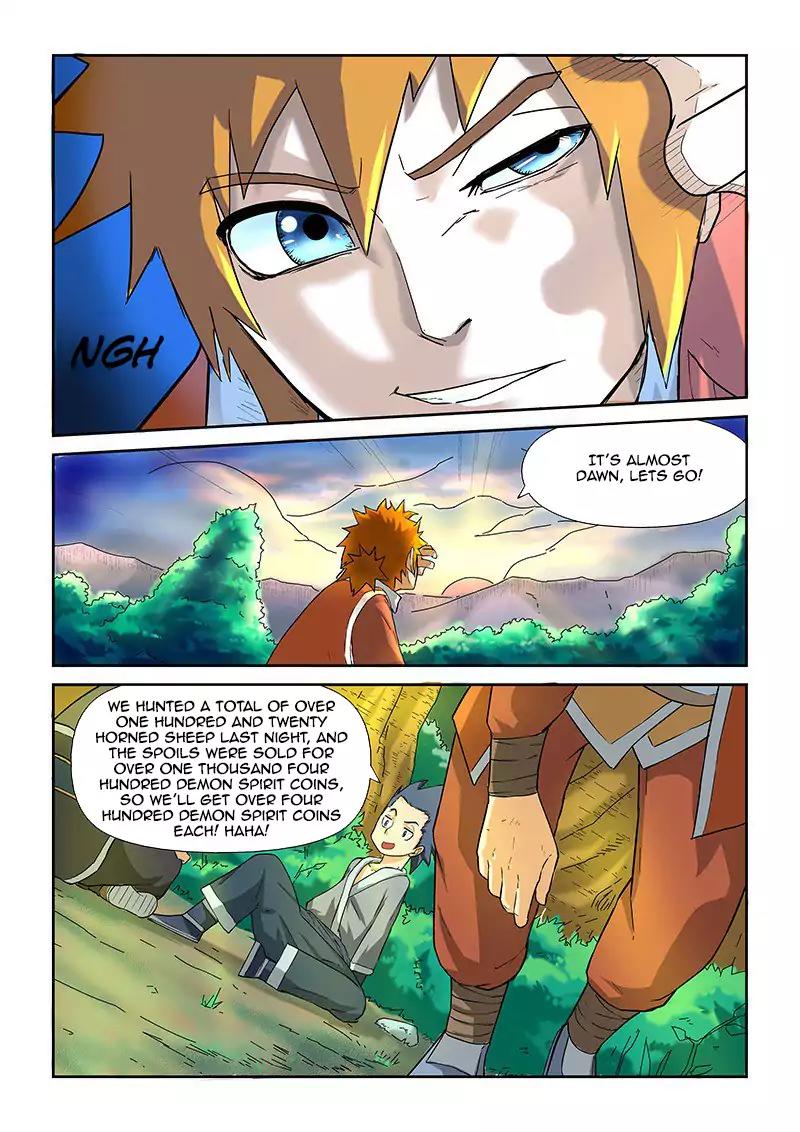 NGH
IT'S ALMOST
DAWN, LETS GO!
WE HUNTED A TOTAL OF OVER
ONE HUNDRED AND TWENTY
HORNED SHEEP LAST NIGHT, AND
THE SPOILS WERE SOLD FOR
OVER ONE THOUSAND FOUR
HUNDRED DEMON SPIRIT COINS,
SO WE'LL GET OVER FOUR
HUNDRED DEMON SPIRIT COINS
EACH! HAHA!